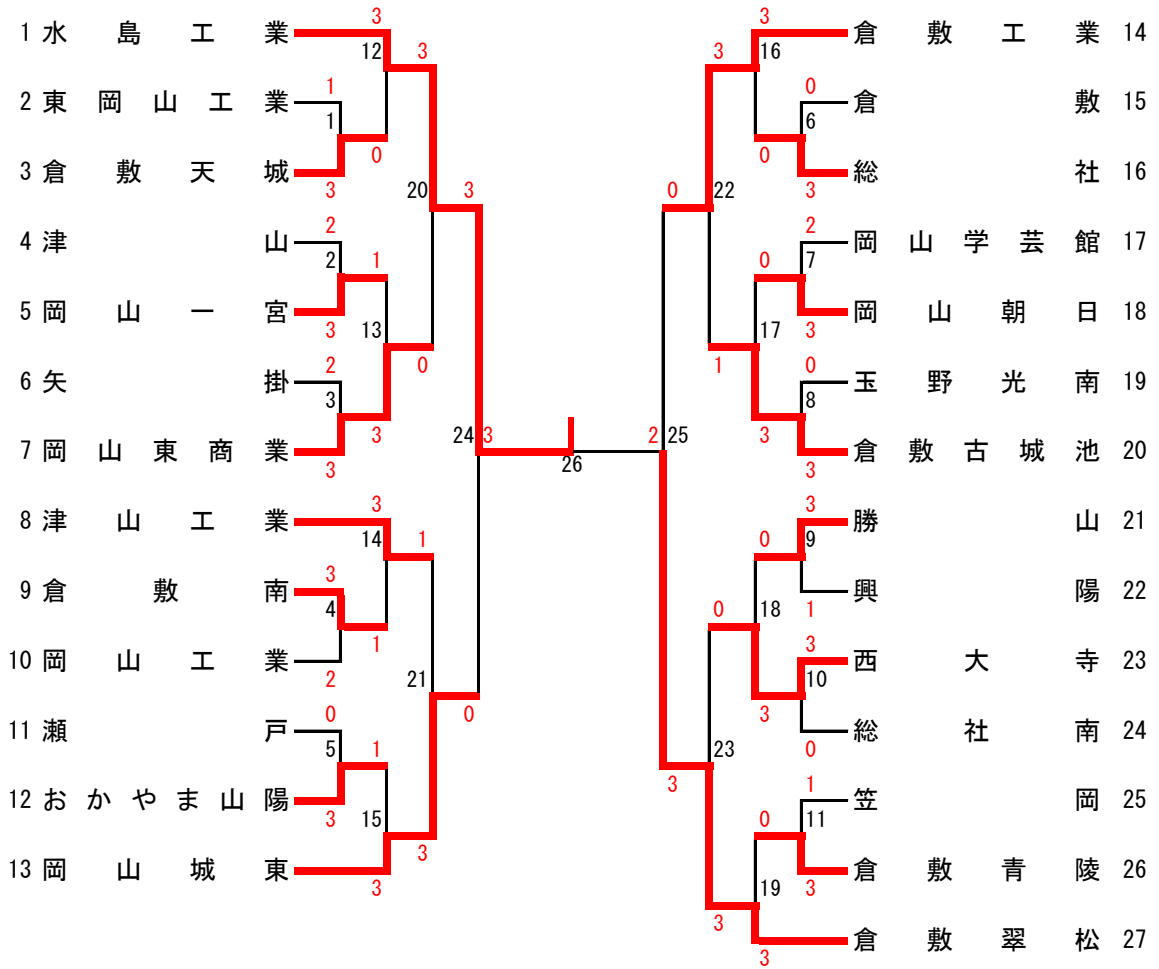 3
1 水島工業
12
3
1
2 東岡山工業
1
0
3 倉敷天城
3
20
3
2
4 津山
2
1
5 岡山一宮
3
13
0
2
6 矢掛
3
3
7 岡山東商業
3
24
3
26
3
8 津山工業
14
1
3
9 倉敷南
4
1
10 岡山工業
2
21
0
0
11 瀬戸
5
1
12 おかやま山陽
3
15
3
13 岡山城東
3
3
倉敷工業 14
16
3
0
倉敷 15
6
0
総社 16
3
0
22
2
岡山学芸館 17
7
0
岡山朝日 18
3
17
1
0
玉野光南 19
8
3
倉敷古城池 20
3
2
25
3
勝山 21
9
0
興陽 22
1
18
0
3
西大寺 23
10
3
総社南 24
0
23
3
1
笠岡 25
11
0
倉敷青陵 26
3
19
3
倉敷翠松 27
3